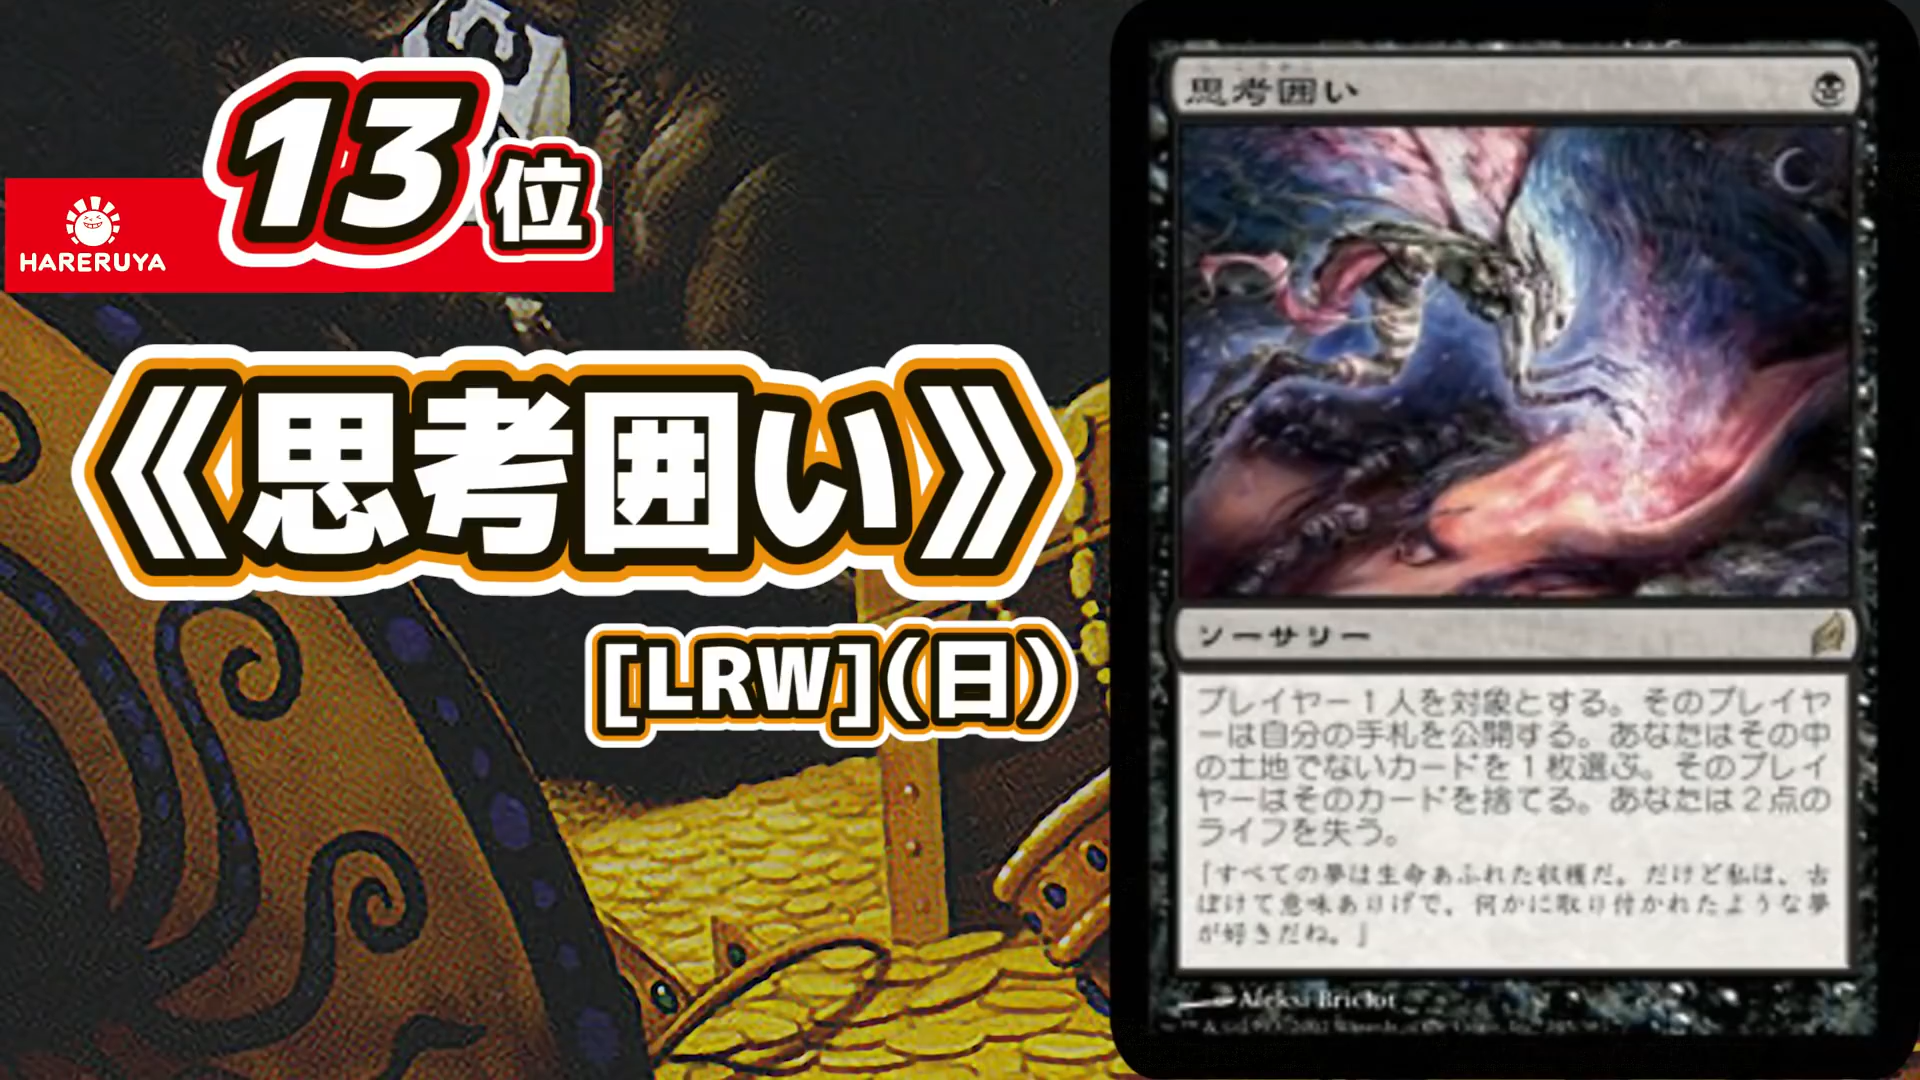 13位
HARERUYA
《思考囲い》
[LRW](日)
思考囲い
ソーサリー
プレイヤー1人を対象とする。そのプレイヤ
ーは自分の手札を公開する。あなたはその中
の土地でないカードを1枚選ぶ。そのプレイ
ヤーはそのカードを捨てる。あなたは2点の
ライフを失う。
「すべての夢は生命あふれた収穫だ。だけど私は、古
ぼけて意味ありげで、何かに取り付かれたような夢
が好きだね。」
Aleksi Briclot